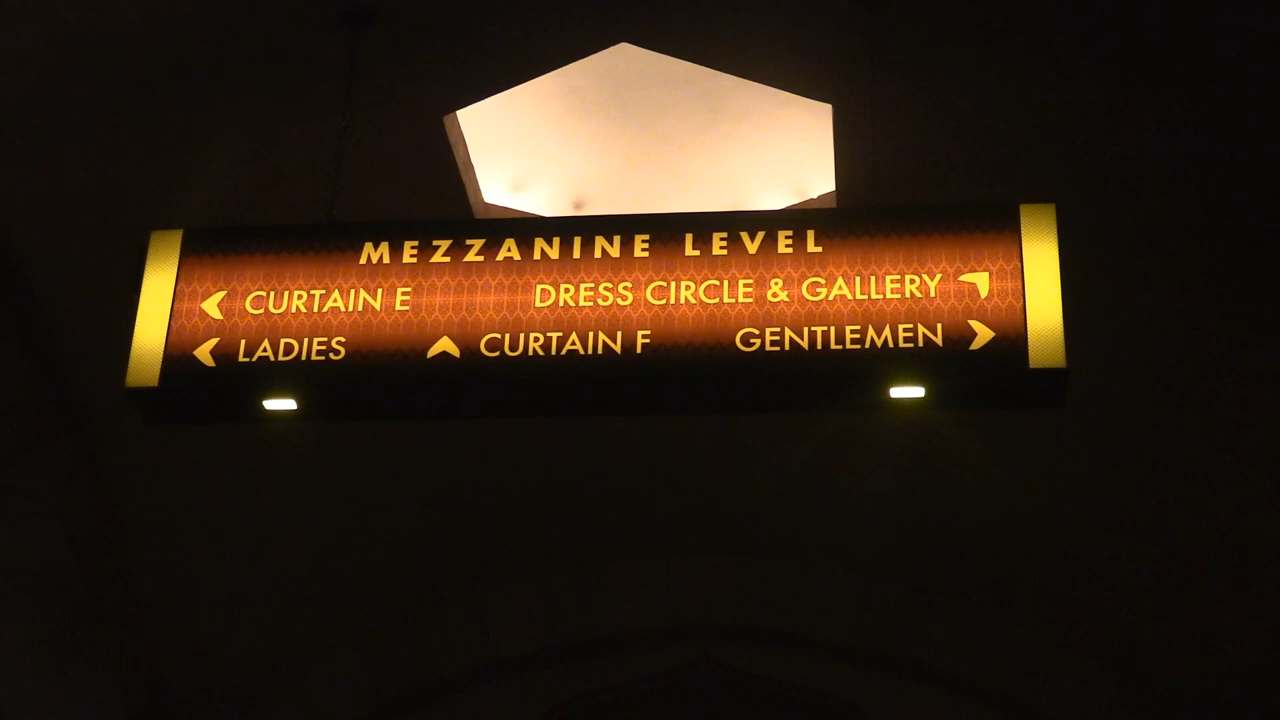 MEZZANINE LEVEL
CURTAIN E DRESS CIRCLE & GALLERY
LADIES CURTAIN F GENTLEMEN